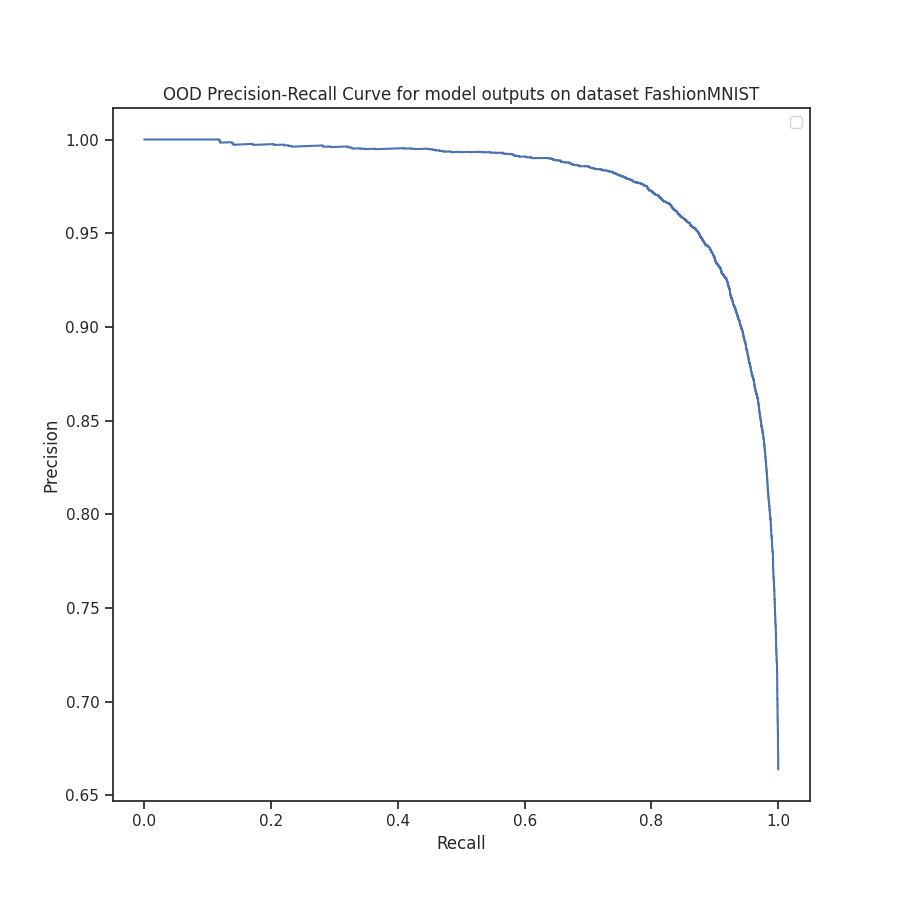 OOD Precision-Recall Curve for model outputs on dataset FashionMNIST
1.00
0.95
0.90
0.85
0.80
0.75
0.70
0.65
Precision
0.0 0.2 0.4 0.6 0.8 1.0
Recall